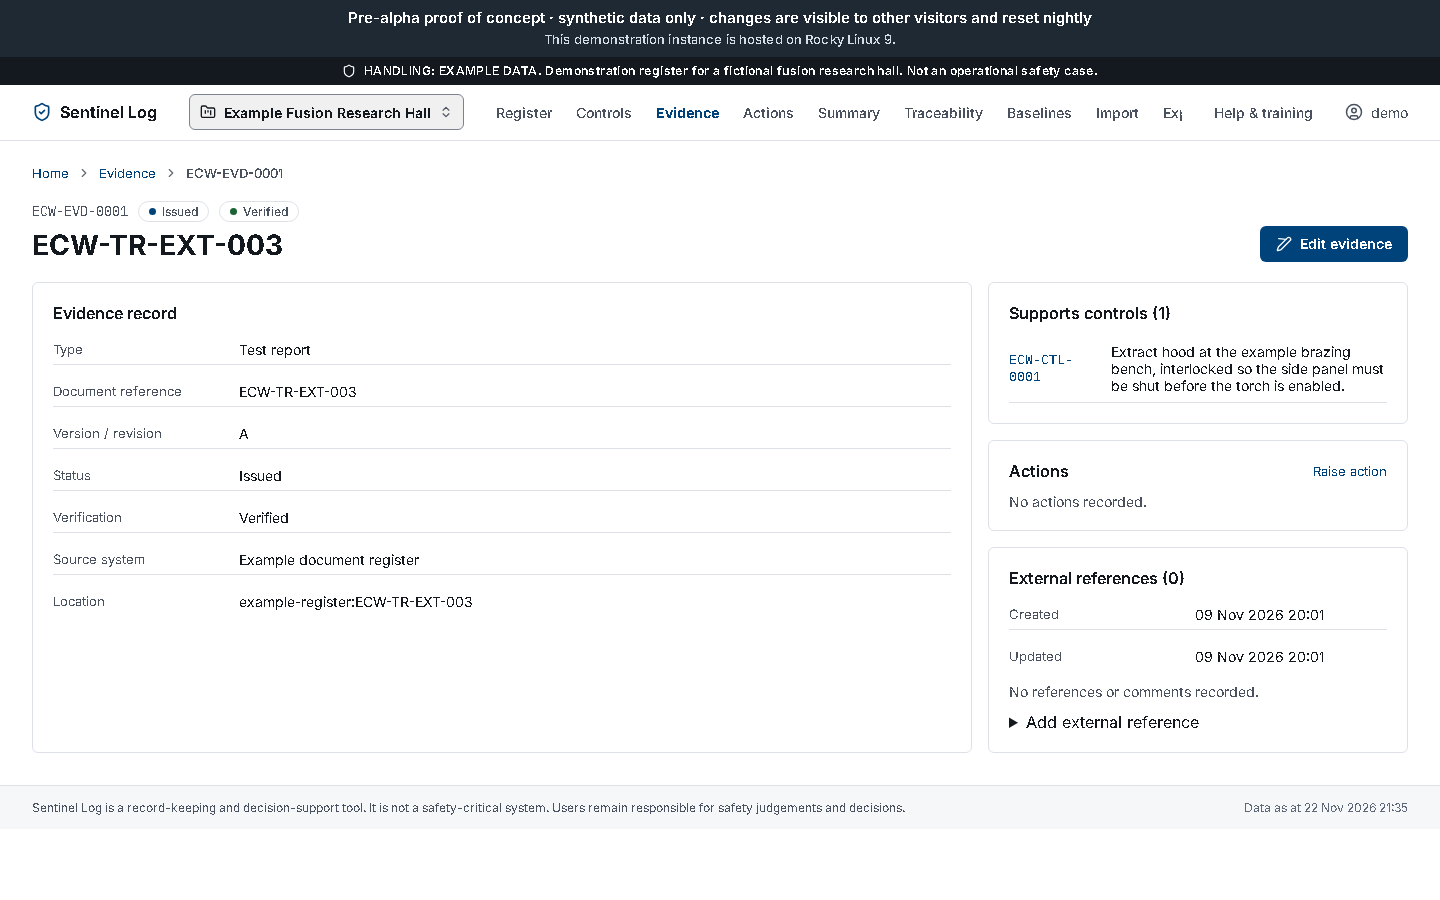 Pre-alpha proof of concept · synthetic data only · changes are visible to other visitors and reset nightly
This demonstration instance is hosted on Rocky Linux 9.
HANDLING: EXAMPLE DATA. Demonstration register for a fictional fusion research hall. Not an operational safety case.
Sentinel Log
Example Fusion Research Hall
Register
Controls
Evidence
Actions
Summary
Traceability
Baselines
Import
Help & training
demo
Home > Evidence > ECW-EVD-0001
ECW-EVD-0001
Issued
Verified
ECW-TR-EXT-003
Edit evidence
Evidence record
Type Test report
Document reference ECW-TR-EXT-003
Version / revision A
Status Issued
Verification Verified
Source system Example document register
Location example-register:ECW-TR-EXT-003
Supports controls (1)
ECW-CTL-
0001
Extract hood at the example brazing
bench, interlocked so the side panel must
be shut before the torch is enabled.
Actions
Raise action
No actions recorded.
External references (0)
Created 09 Nov 2026 20:01
Updated 09 Nov 2026 20:01
No references or comments recorded.
Add external reference
Sentinel Log is a record-keeping and decision-support tool. It is not a safety-critical system. Users remain responsible for safety judgements and decisions.
Data as at 22 Nov 2026 21:35